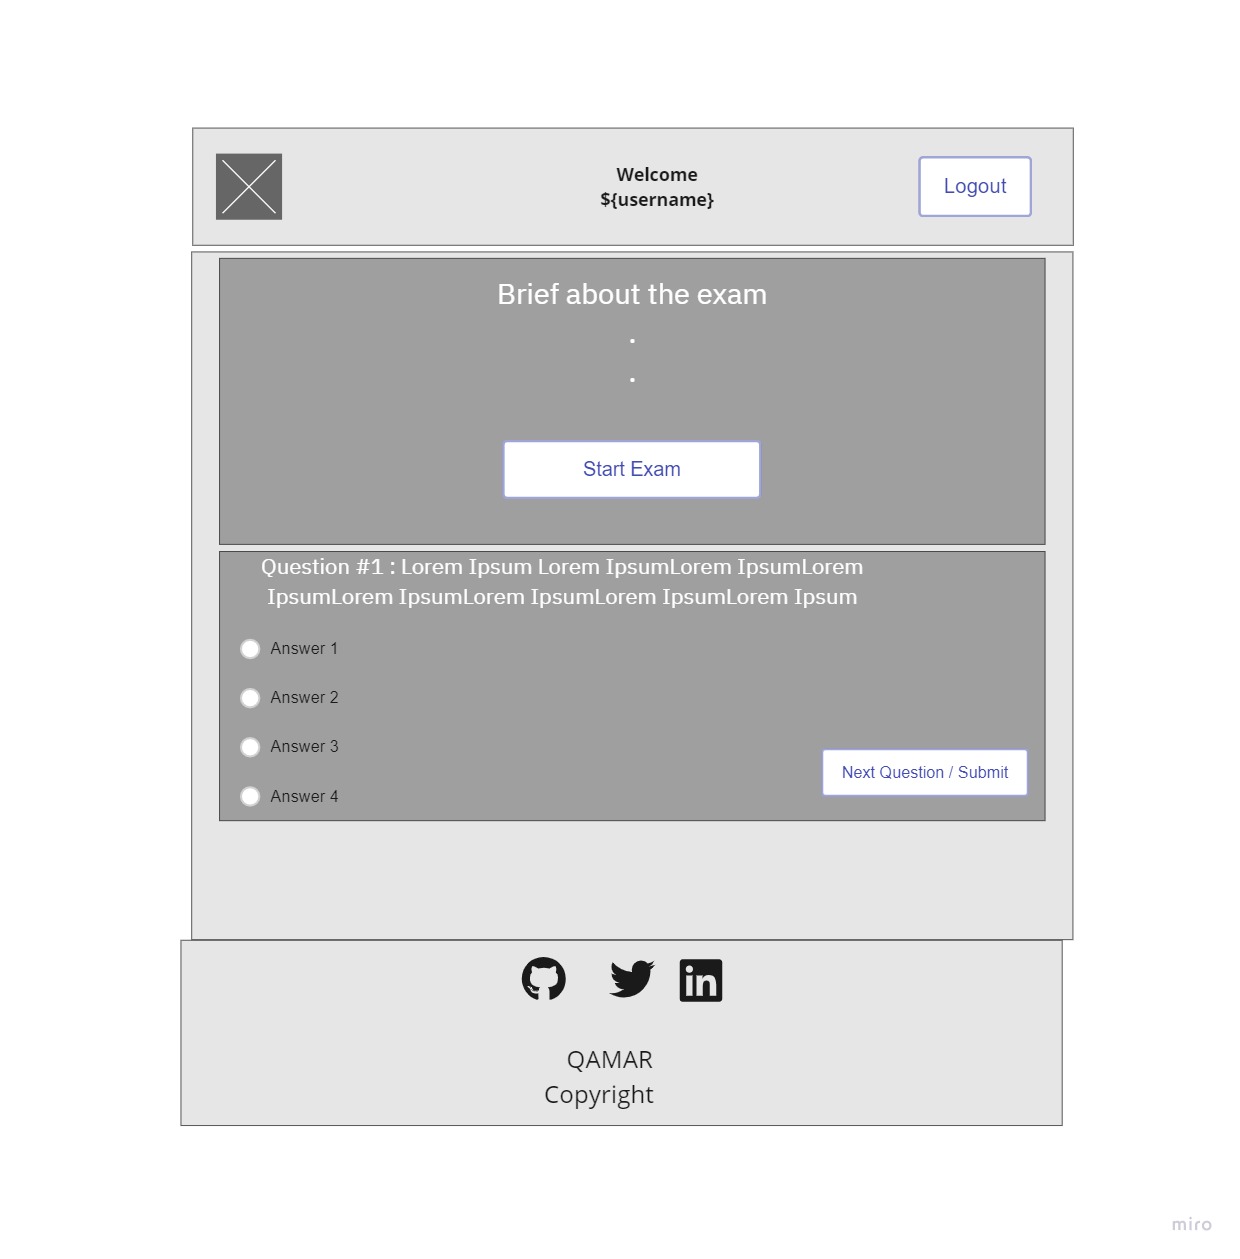 Welcome
${username}
Logout
Brief about the exam
.
.
Start Exam
Question #1 : Lorem Ipsum Lorem IpsumLorem IpsumLorem
IpsumLorem IpsumLorem IpsumLorem IpsumLorem Ipsum
Answer 1
Answer 2
Answer 3
Answer 4
Next Question / Submit
in
QAMAR
Copyright
miro